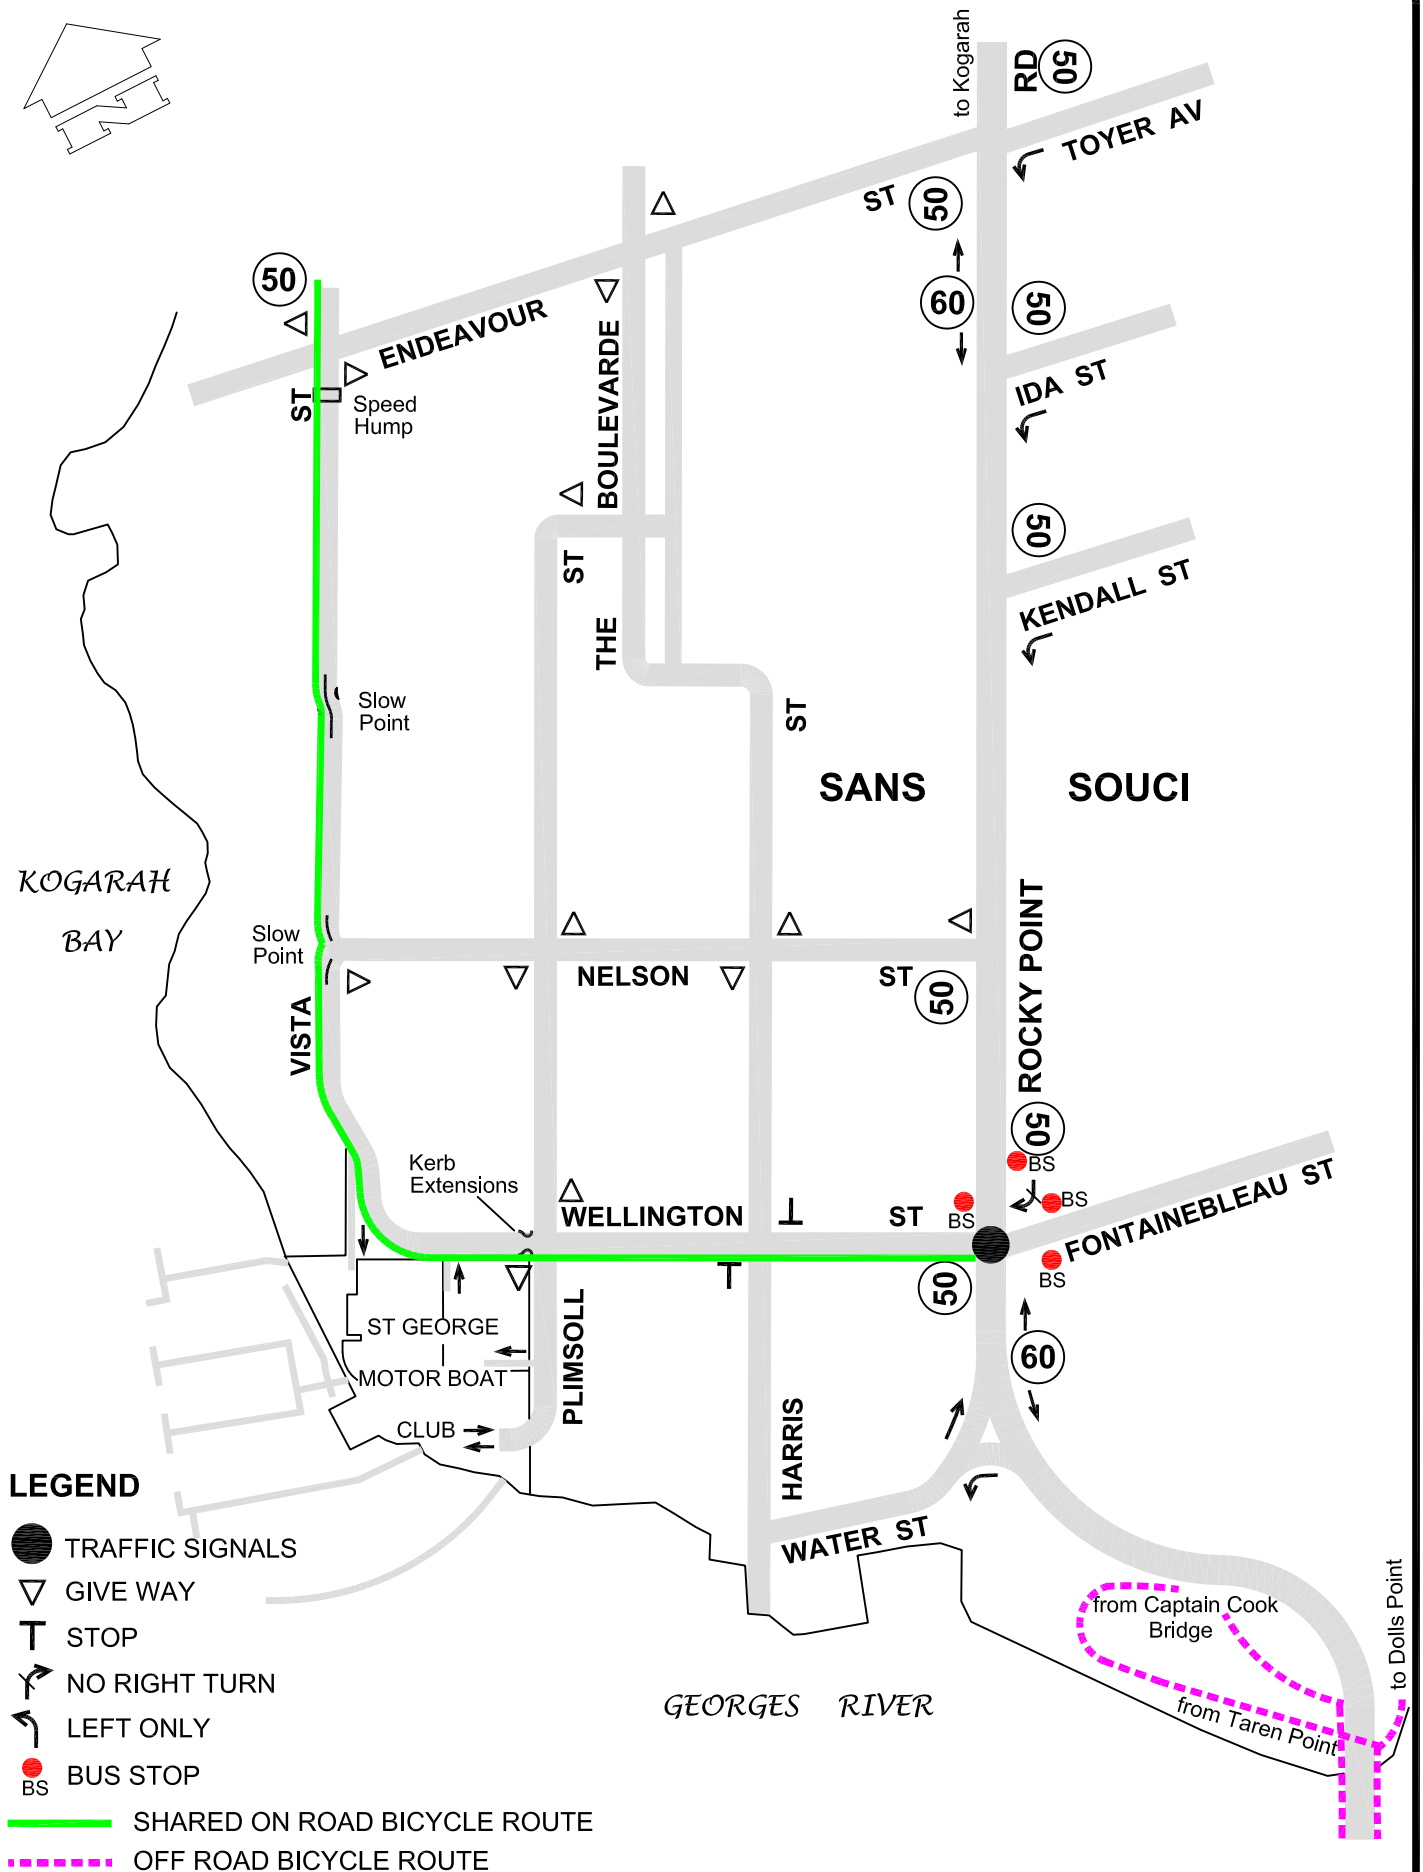 to Kogarah
RD
50
TOYER AV
ST
50
50
ENDEAVOUR
60
50
IDA ST
ST
Speed
Hump
THE BOULEVARDE
50
ST
KENDALL ST
Slow
Point
ST
SANS SOUCI
KOGARAH
BAY
Slow
Point
NELSON ST
50
VISTA
ROCKY POINT
50
BS
Kerb
Extensions
BS
WELLINGTON ST
BS
FONTAINEBLEAU ST
BS
50
ST GEORGE
MOTOR BOAT
CLUB
PLIMSOLL
60
HARRIS
WATER ST
from Captain Cook
Bridge
to Dolls Point
from Taren Point
GEORGES RIVER
LEGEND
TRAFFIC SIGNALS
GIVE WAY
STOP
NO RIGHT TURN
LEFT ONLY
BS BUS STOP
SHARED ON ROAD BICYCLE ROUTE
OFF ROAD BICYCLE ROUTE